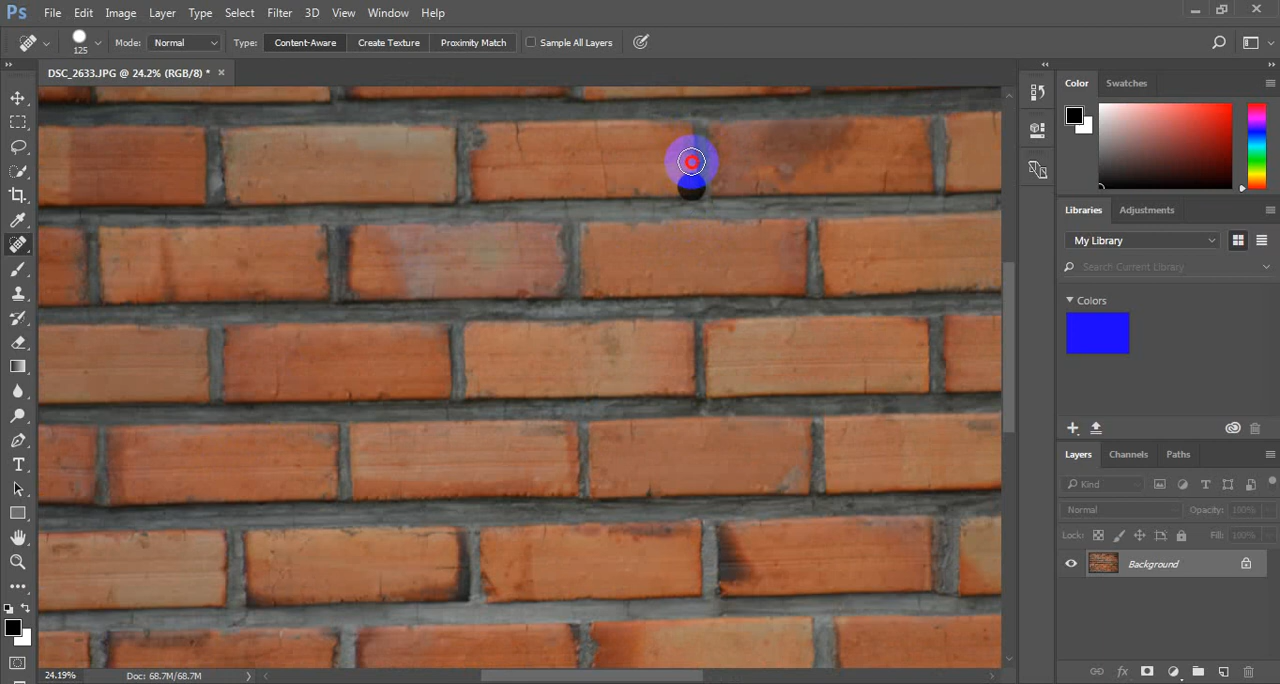 Ps File Edit Image Layer Type Select Filter 3D View Window Help
125 Mode: Normal Type: Content-Aware Create Texture Proximity Match Sample All Layers
DSC_2633.JPG @ 24.2% (RGB/8) * ×
Color Swatches
Libraries Adjustments
My Library
Search Current Library
Colors
Layers Channels Paths
Kind
Normal Opacity: 100%
Lock: Fill: 100%
Background
24.19% Doc: 68.7M/68.7M